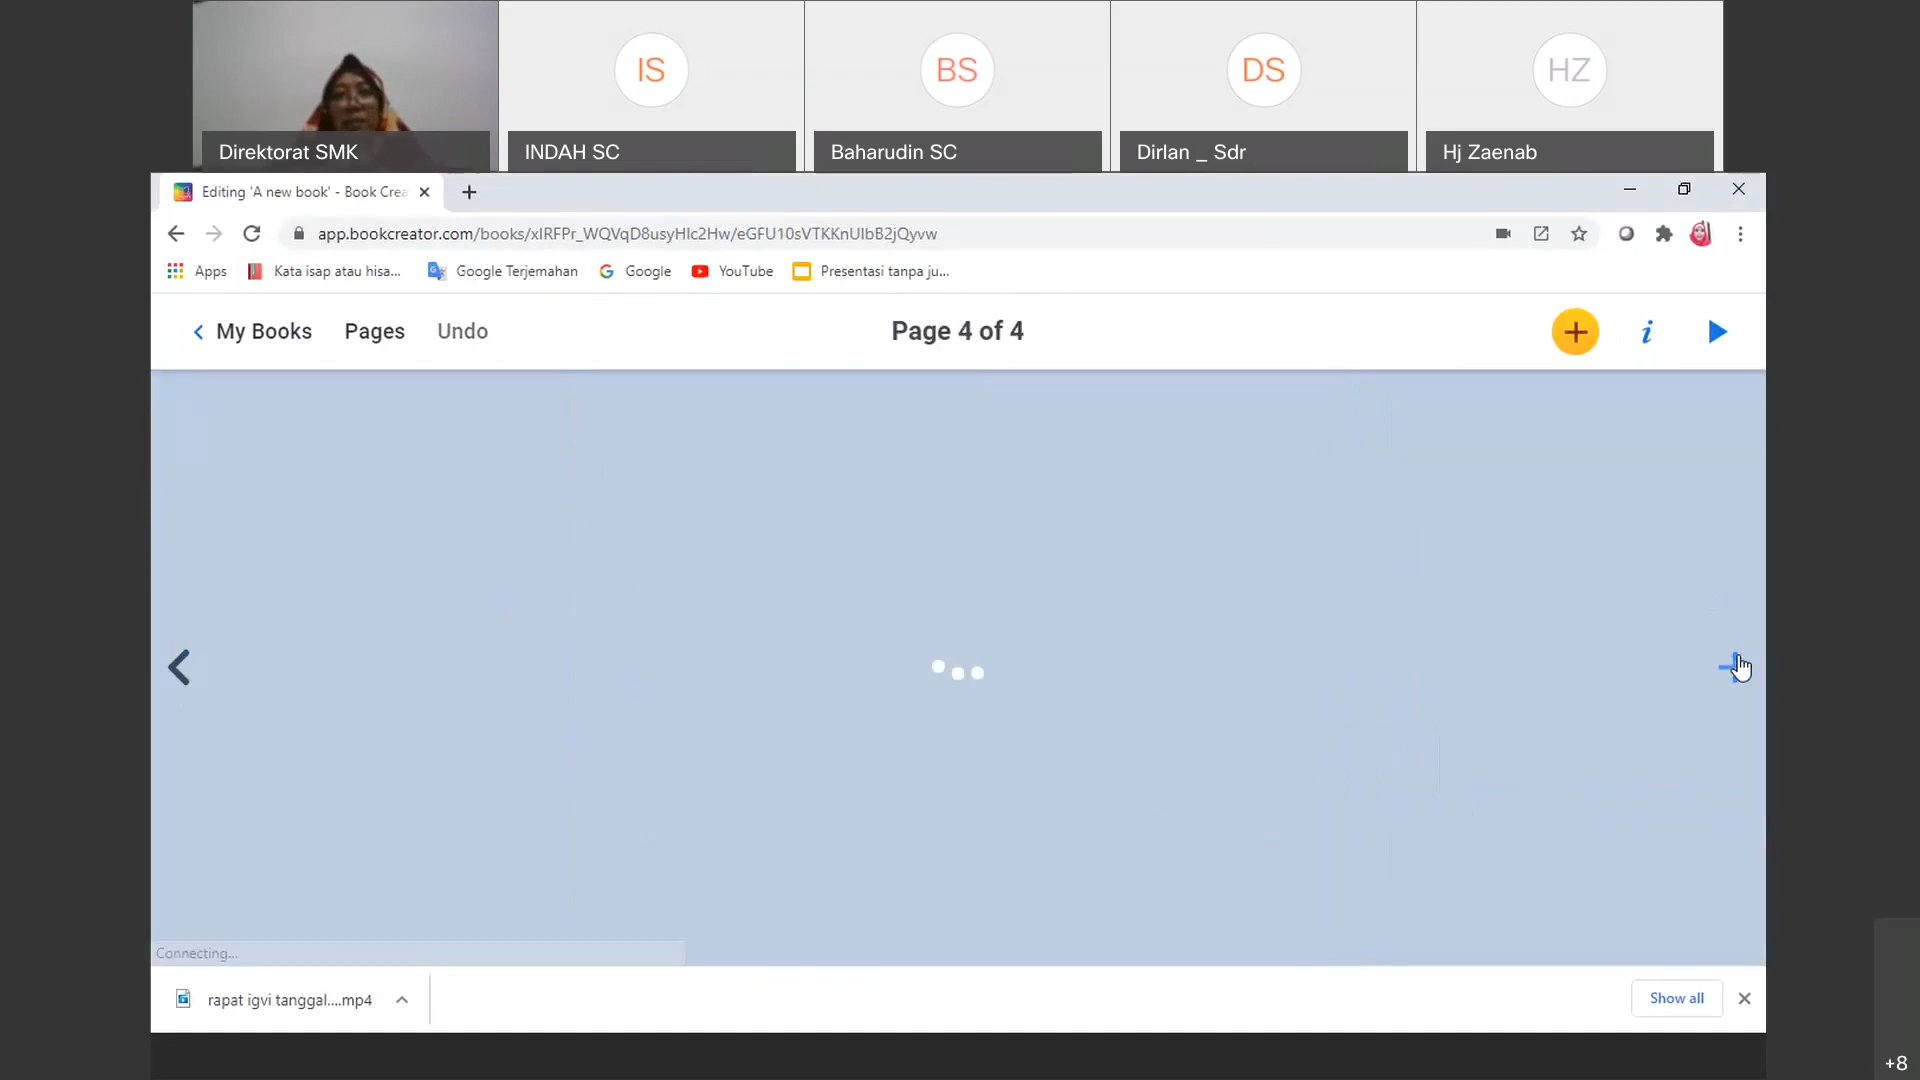 IS
BS
DS
HZ
Direktorat SMK
INDAH SC
Baharudin SC
Dirlan _ Sdr
Hj Zaenab
Editing 'A new book' - Book Crea
app.bookcreator.com/books/xIRFPr_WQVqD8usyHIc2Hw/eGFU10sVTKKnUIbB2jQyvw
Apps
Kata isap atau hisa...
Google Terjemahan
Google
YouTube
Presentasi tanpa ju...
My Books
Pages
Undo
Page 4 of 4
Connecting...
rapat igvi tanggal....mp4
Show all
+8